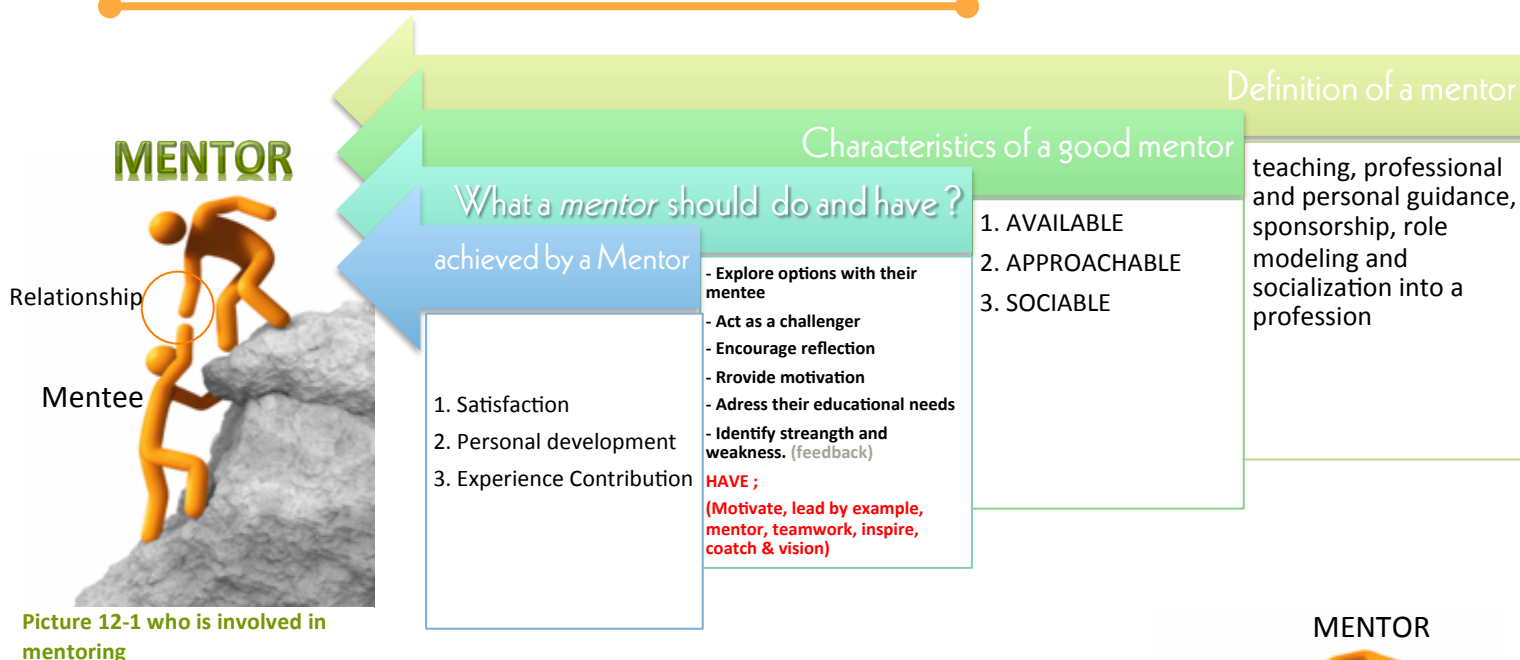 Definition of a mentor
teaching, professional
and personal guidance,
sponsorship, role
modeling and
socialization into a
profession
Characteristics of a good mentor
1. AVAILABLE
2. APPROACHABLE
3. SOCIABLE
What a mentor should do and have ?
- Explore options with their
mentee
- Act as a challenger
- Encourage reflection
- Rrovide motivation
- Adress their educational needs
- Identify streangth and
weakness. (feedback)
HAVE ;
(Motivate, lead by example,
mentor, teamwork, inspire,
coatch & vision)
achieved by a Mentor
1. Satisfaction
2. Personal development
3. Experience Contribution
MENTOR
Relationship
Mentee
Picture 12-1 who is involved in
mentoring
MENTOR